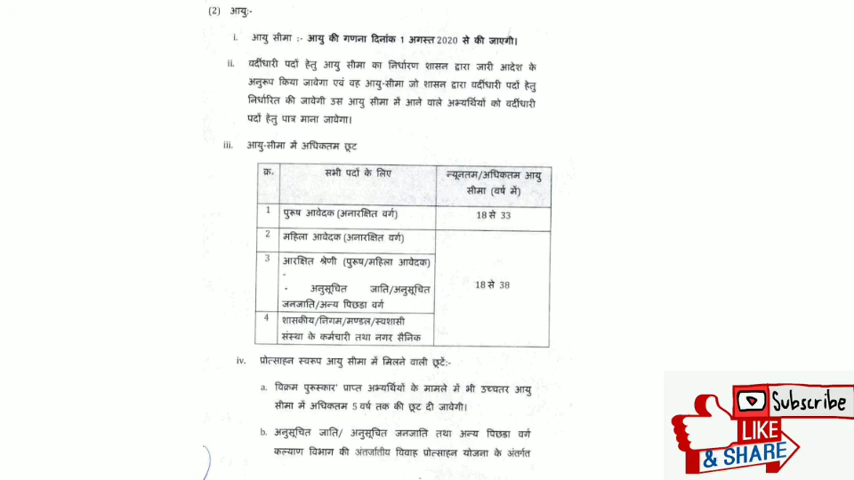 (2) आयु:-
i. आयु सीमा :- आयु की गणना दिनांक 1 अगस्त 2020 से की जाएगी।
ii. वर्दीधारी पदों हेतु आयु सीमा का निर्धारण शासन द्वारा जारी आदेश के
अनुरूप किया जावेगा एवं वह आयु-सीमा जो शासन द्वारा वर्दीधारी पदों हेतु
निर्धारित की जावेगी उस आयु सीमा में आने वाले अभ्यर्थियों को वर्दीधारी
पदों हेतु पात्र माना जावेगा।
iii. आयु-सीमा में अधिकतम छूट
क्र. सभी पदों के लिए न्यूनतम/अधिकतम आयु
सीमा (वर्ष में)
1 पुरूष आवेदक (अनारक्षित वर्ग) 18 से 33
2 महिला आवेदक (अनारक्षित वर्ग)
3 आरक्षित श्रेणी (पुरूष/महिला आवेदक)
-
- अनुसूचित जाति/अनुसूचित
जनजाति/अन्य पिछडा वर्ग
18 से 38
4 शासकीय/निगम/मण्डल/स्वशासी
संस्था के कर्मचारी तथा नगर सैनिक
iv. प्रोत्साहन स्वरूप आयु सीमा में मिलने वाली छूटें:-
a. विक्रम पुरूस्कार' प्राप्त अभ्यर्थियों के मामले में भी उच्चतर आयु
सीमा में अधिकतम 5 वर्ष तक की छूट दी जावेगी।
b. अनुसूचित जाति/ अनुसूचित जनजाति तथा अन्य पिछडा वर्ग
कल्याण विभाग की अंतर्जातीय विवाह प्रोत्साहन योजना के अंतर्गत
Subscribe
LIKE
& SHARE